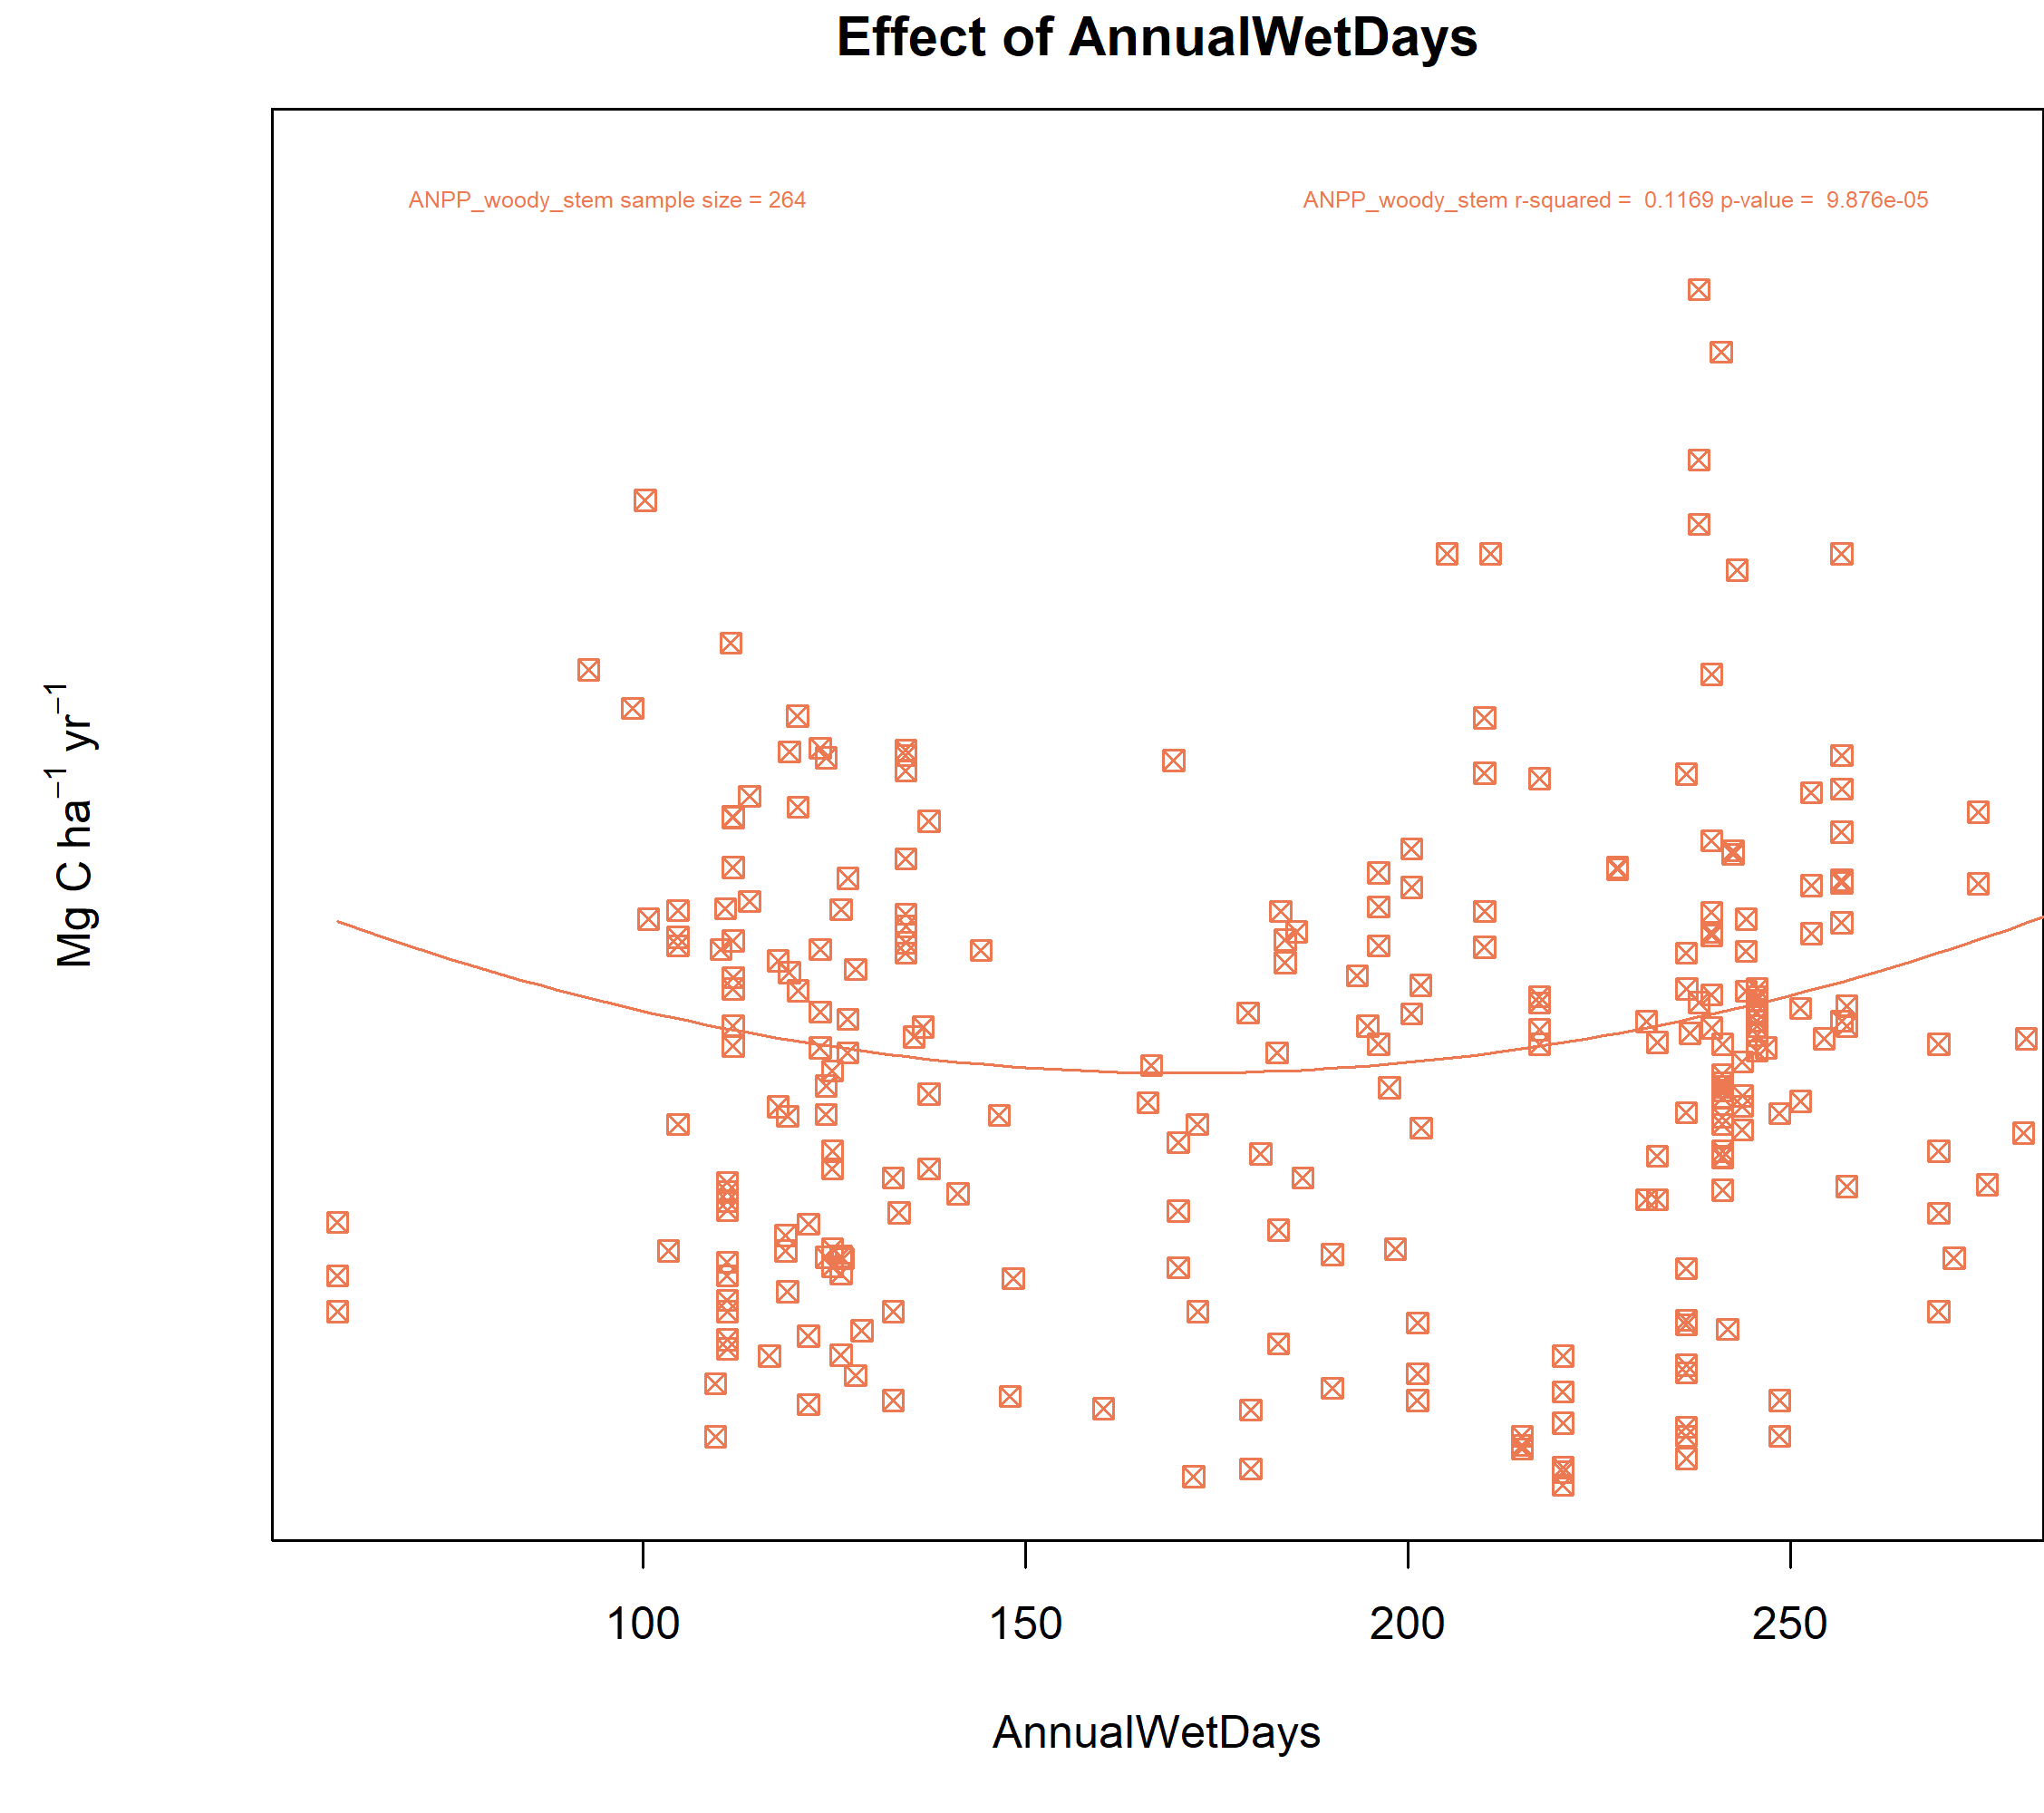 Effect of AnnualWetDays
ANPP_woody_stem sample size = 264
ANPP_woody_stem r-squared = 0.1169 p-value = 9.876e-05
Mg C ha⁻¹ yr⁻¹
100 150 200 250
AnnualWetDays